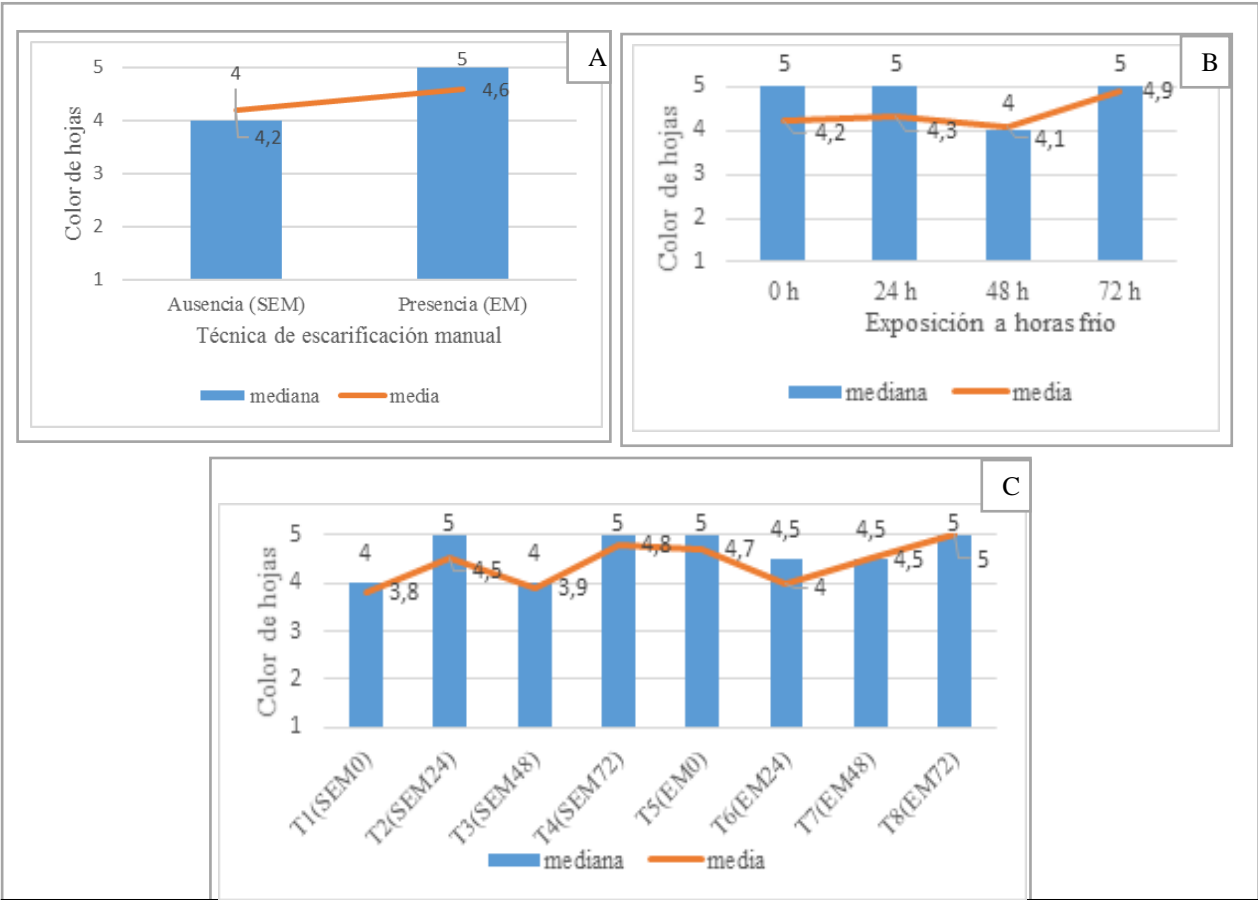 A
5
4
3
2
1
Color de hojas
4
4,2
5
4,6
Ausencia (SEM)
Presencia (EM)
Técnica de escarificación manual
mediana
media
B
5
4
3
2
1
Color de hojas
5
5
4
5
4,2
4,3
4,1
4,9
0 h
24 h
48 h
72 h
Exposición a horas frío
mediana
media
C
5
4
3
2
1
Color de hojas
4
5
4
5
5
4,5
4,5
5
3,8
4,5
3,9
4,8
4,7
4
4,5
5
T1(SEM0)
T2(SEM24)
T3(SEM48)
T4(SEM72)
T5(EM0)
T6(EM24)
T7(EM48)
T8(EM72)
mediana
media